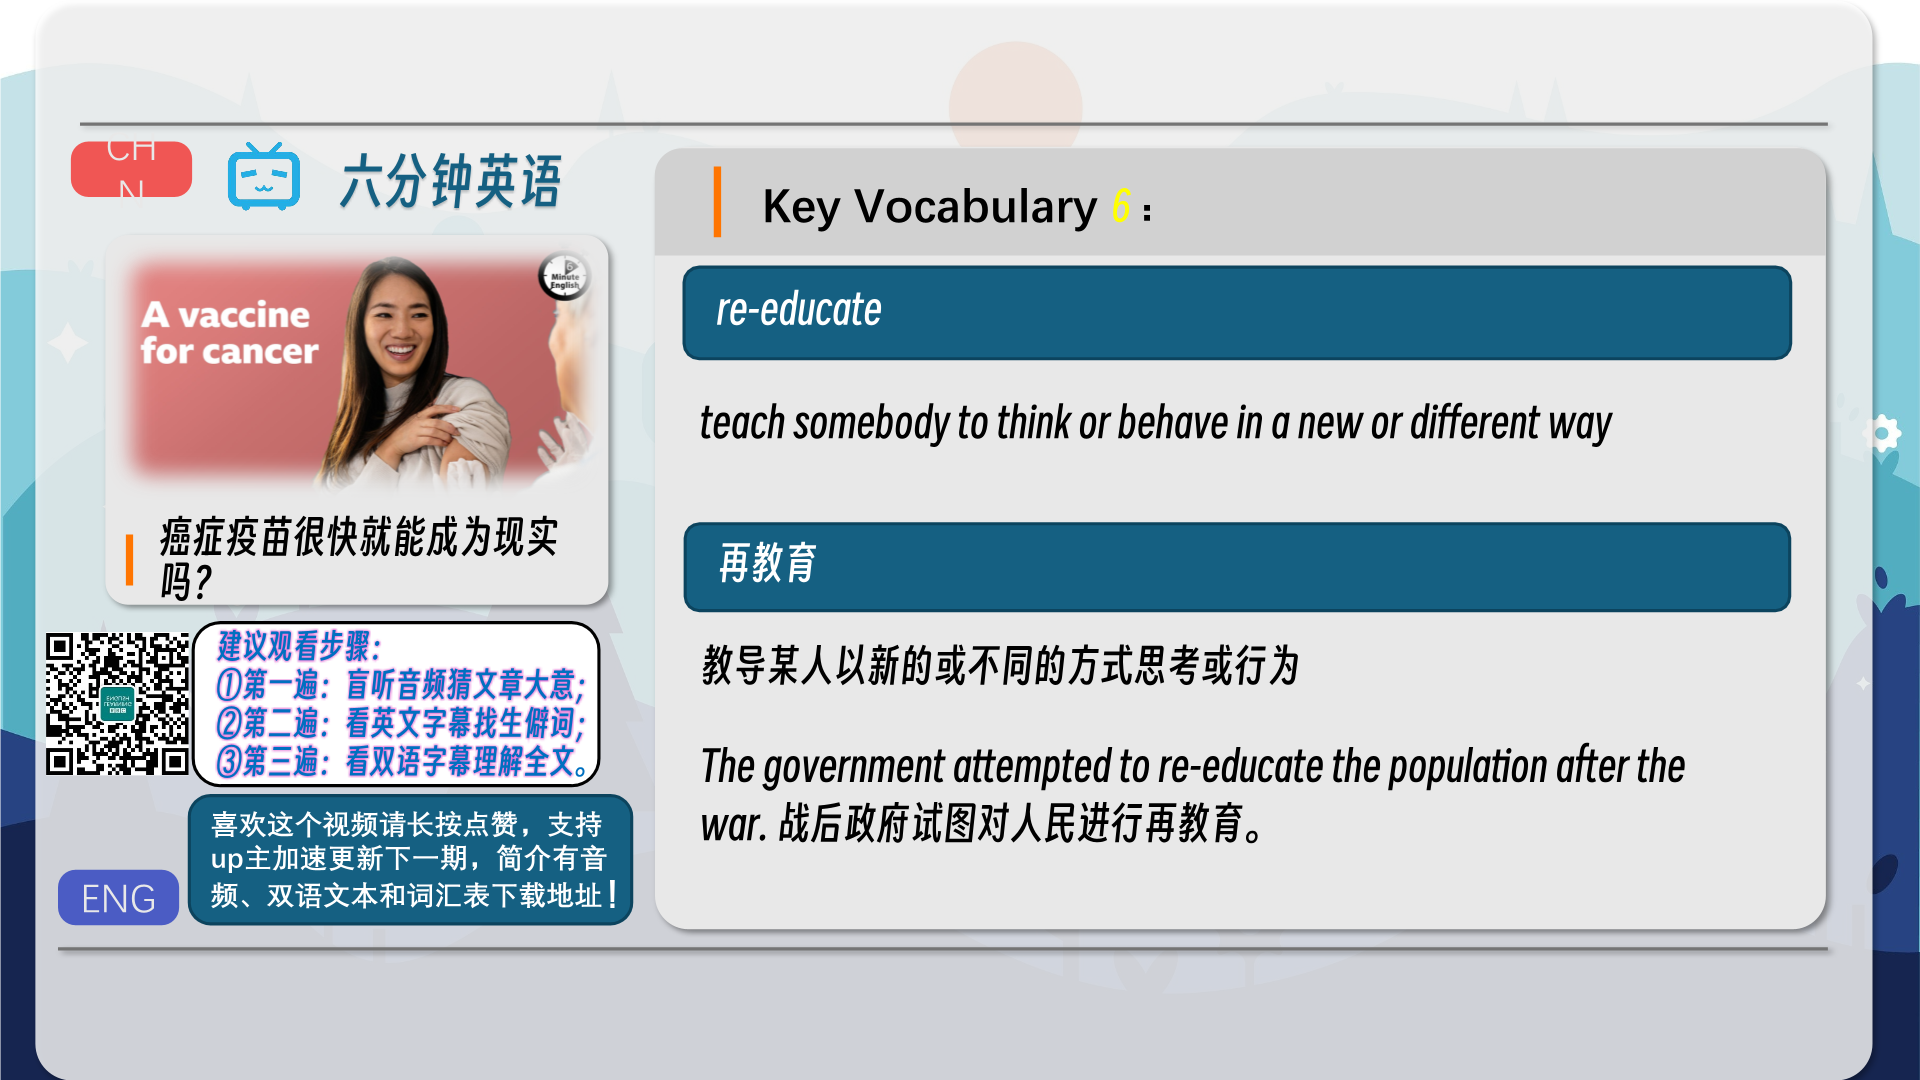 CH
N
六分钟英语
A vaccine
for cancer
6
Minute
English
癌症疫苗很快就能成为现实
吗?
建议观看步骤：
①第一遍：盲听音频猜文章大意；
②第二遍：看英文字幕找生僻词；
③第三遍：看双语字幕理解全文。
喜欢这个视频请长按点赞，支持
up主加速更新下一期，简介有音
频、双语文本和词汇表下载地址！
ENG
Key Vocabulary 6：
re-educate
teach somebody to think or behave in a new or different way
再教育
教导某人以新的或不同的方式思考或行为
The government attempted to re-educate the population after the
war. 战后政府试图对人民进行再教育。